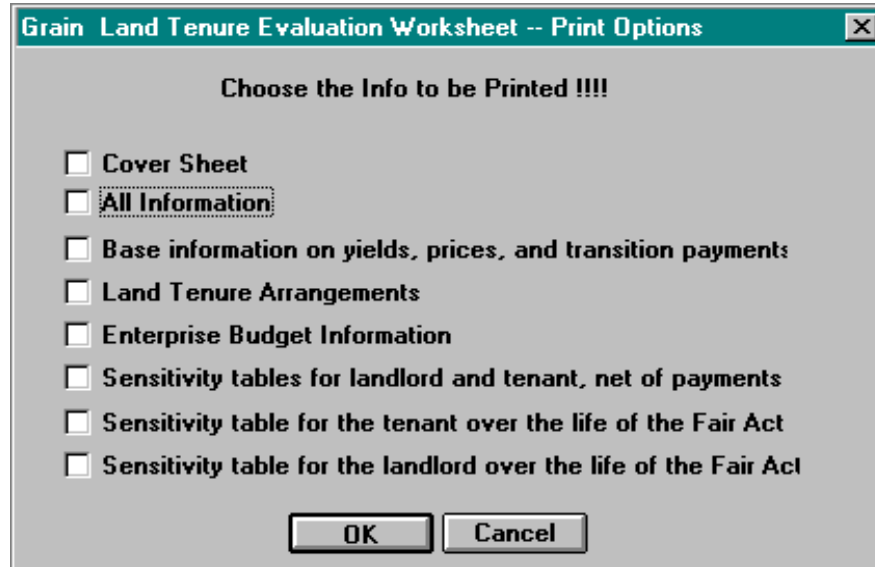 Grain Land Tenure Evaluation Worksheet -- Print Options
Choose the Info to be Printed !!!!
Cover Sheet
All Information
Base information on yields, prices, and transition payments
Land Tenure Arrangements
Enterprise Budget Information
Sensitivity tables for landlord and tenant, net of payments
Sensitivity table for the tenant over the life of the Fair Act
Sensitivity table for the landlord over the life of the Fair Act
OK Cancel